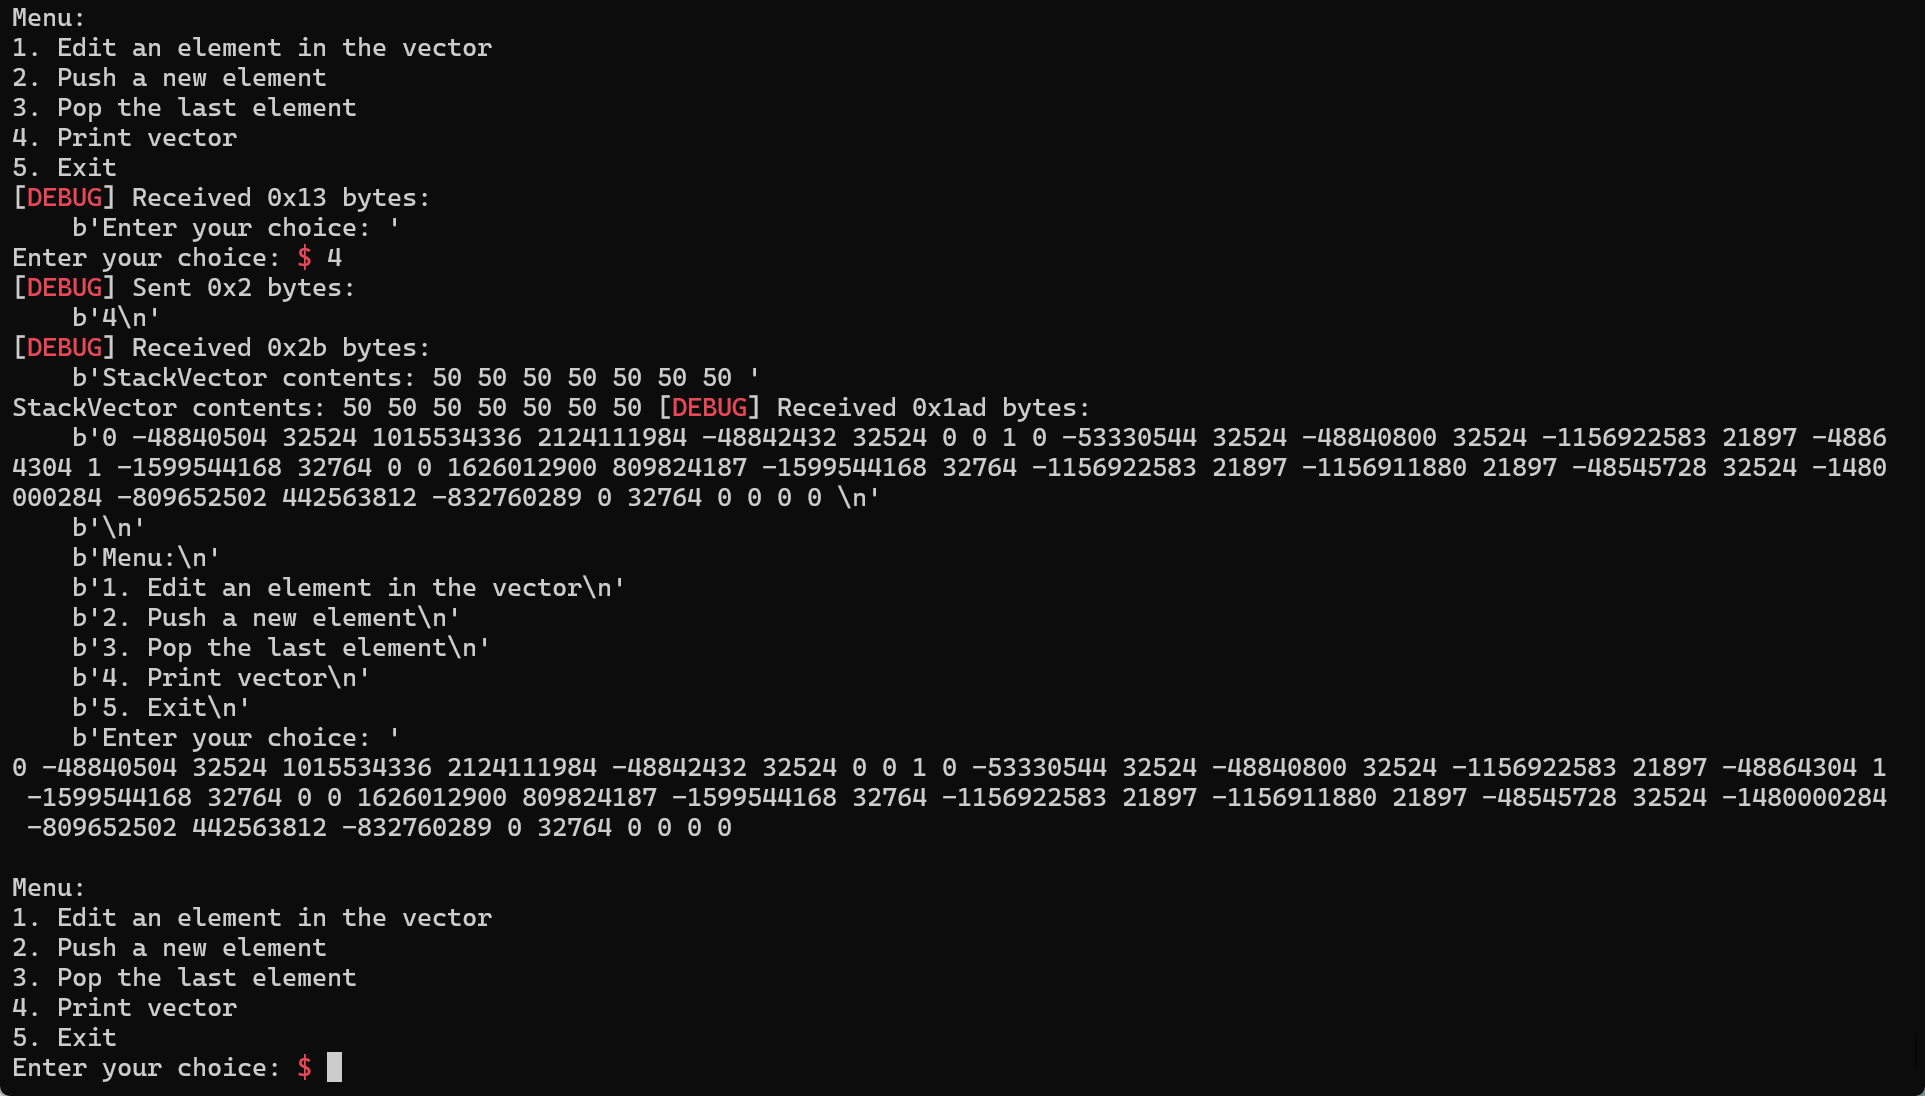 Menu:
1. Edit an element in the vector
2. Push a new element
3. Pop the last element
4. Print vector
5. Exit
[DEBUG] Received 0x13 bytes:
    b'Enter your choice: '
Enter your choice: $ 4
[DEBUG] Sent 0x2 bytes:
    b'4\n'
[DEBUG] Received 0x2b bytes:
    b'StackVector contents: 50 50 50 50 50 50 50 '
StackVector contents: 50 50 50 50 50 50 50 [DEBUG] Received 0x1ad bytes:
    b'0 -48840504 32524 1015534336 2124111984 -48842432 32524 0 0 1 0 -53330544 32524 -48840800 32524 -1156922583 21897 -4886
4304 1 -1599544168 32764 0 0 1626012900 809824187 -1599544168 32764 -1156922583 21897 -1156911880 21897 -48545728 32524 -1480
000284 -809652502 442563812 -832760289 0 32764 0 0 0 0 \n'
    b'\n'
    b'Menu:\n'
    b'1. Edit an element in the vector\n'
    b'2. Push a new element\n'
    b'3. Pop the last element\n'
    b'4. Print vector\n'
    b'5. Exit\n'
    b'Enter your choice: '
0 -48840504 32524 1015534336 2124111984 -48842432 32524 0 0 1 0 -53330544 32524 -48840800 32524 -1156922583 21897 -48864304 1
 -1599544168 32764 0 0 1626012900 809824187 -1599544168 32764 -1156922583 21897 -1156911880 21897 -48545728 32524 -1480000284
 -809652502 442563812 -832760289 0 32764 0 0 0 0

Menu:
1. Edit an element in the vector
2. Push a new element
3. Pop the last element
4. Print vector
5. Exit
Enter your choice: $